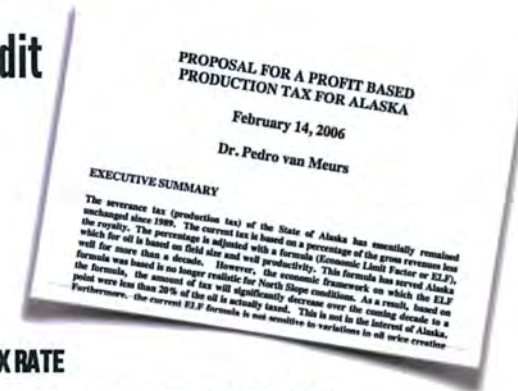 dit
PROPOSAL FOR A PROFIT BASED
PRODUCTION TAX FOR ALASKA
February 14, 2006
Dr. Pedro van Meurs
EXECUTIVE SUMMARY
The severance tax (production tax) of the State of Alaska has essentially remained
unchanged since 1989. The current tax is based on a percentage of the gross revenues less
the royalty. The percentage is adjusted with a formula (Economic Limit Factor or ELF),
which for oil is based on field size and well productivity. This formula has served Alaska
well for more than a decade. However, the economic framework on which the ELF
formula was based is no longer realistic for North Slope conditions. As a result, based on
the formula, the amount of tax will significantly decrease over the coming decade to a
point were less than 20% of the oil is actually taxed. This is not in the interest of Alaska.
Furthermore, the current ELF formula is not sensitive to variations in oil price creating
X RATE